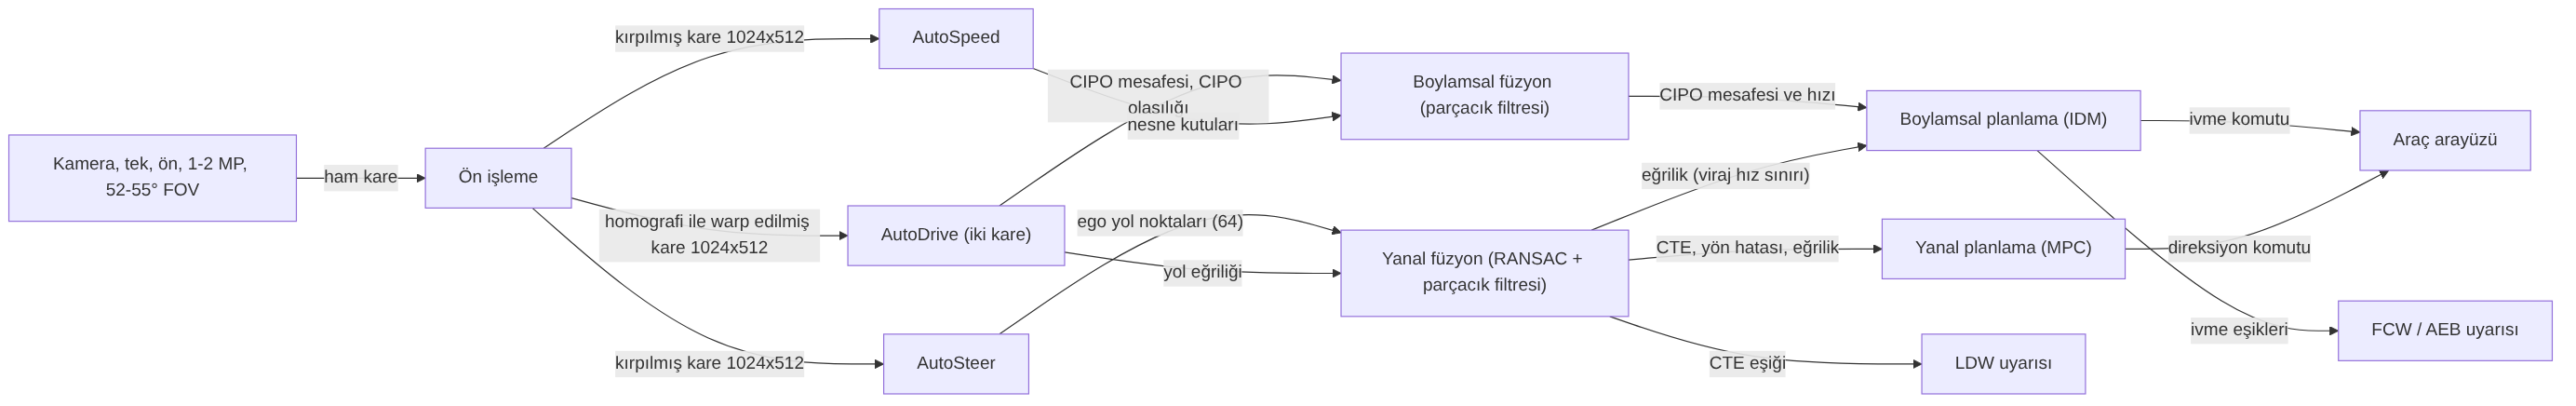 Kamera, tek, ön, 1-2 MP,
52-55° FOV
ham kare
Ön işleme
kırpılmış kare 1024x512
homografi ile warp edilmiş
kare 1024x512
kırpılmış kare 1024x512
AutoSpeed
AutoDrive (iki kare)
AutoSteer
CIPO mesafesi, CIPO
olasılığı
nesne kutuları
ego yol noktaları (64)
yol eğriliği
Boylamsal füzyon
(parçacık filtresi)
Yanal füzyon (RANSAC +
parçacık filtresi)
CIPO mesafesi ve hızı
eğrilik (viraj hız sınırı)
CTE, yön hatası, eğrilik
CTE eşiği
Boylamsal planlama (IDM)
Yanal planlama (MPC)
LDW uyarısı
ivme komutu
direksiyon komutu
ivme eşikleri
Araç arayüzü
FCW / AEB uyarısı